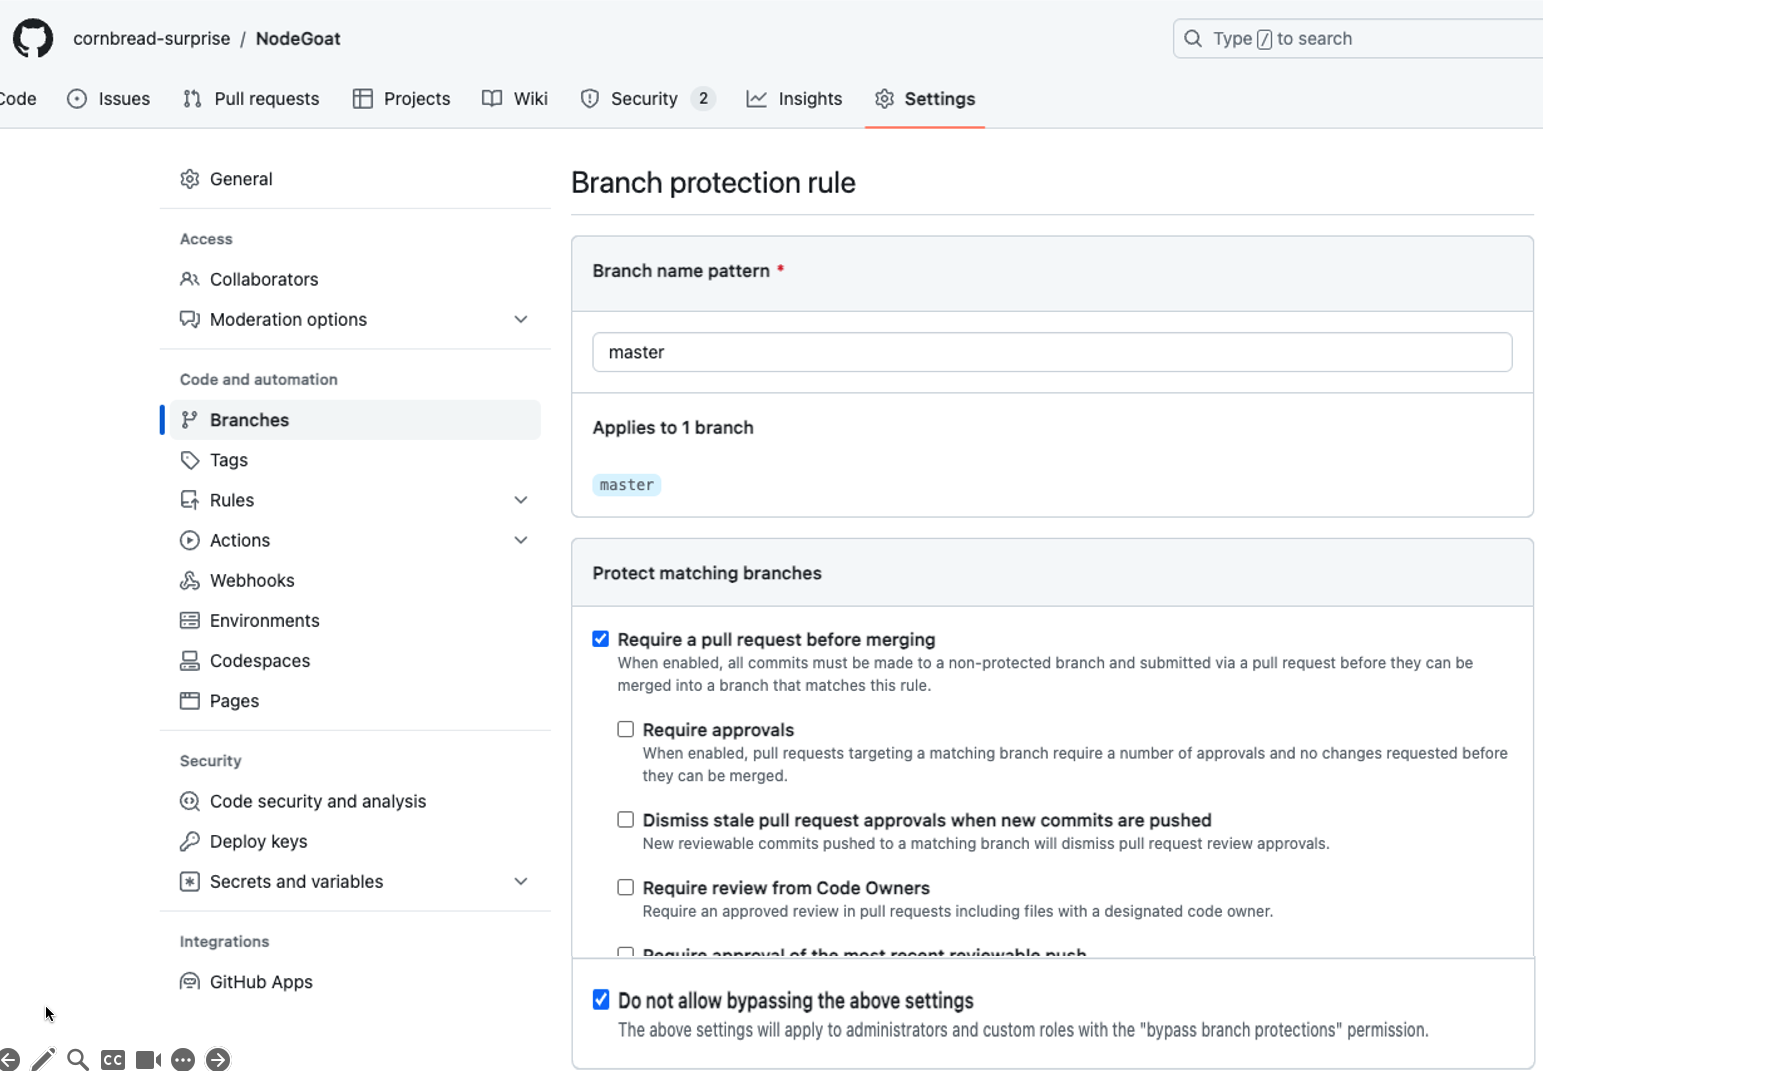 cornbread-surprise / NodeGoat
Type / to search
Code
Issues
Pull requests
Projects
Wiki
Security 2
Insights
Settings
General
Access
Collaborators
Moderation options
Code and automation
Branches
Tags
Rules
Actions
Webhooks
Environments
Codespaces
Pages
Security
Code security and analysis
Deploy keys
Secrets and variables
Integrations
GitHub Apps
Branch protection rule
Branch name pattern *
master
Applies to 1 branch
master
Protect matching branches
Require a pull request before merging
When enabled, all commits must be made to a non-protected branch and submitted via a pull request before they can be
merged into a branch that matches this rule.
Require approvals
When enabled, pull requests targeting a matching branch require a number of approvals and no changes requested before
they can be merged.
Dismiss stale pull request approvals when new commits are pushed
New reviewable commits pushed to a matching branch will dismiss pull request review approvals.
Require review from Code Owners
Require an approved review in pull requests including files with a designated code owner.
Require approval of the most recent reviewable push
Do not allow bypassing the above settings
The above settings will apply to administrators and custom roles with the "bypass branch protections" permission.
CC